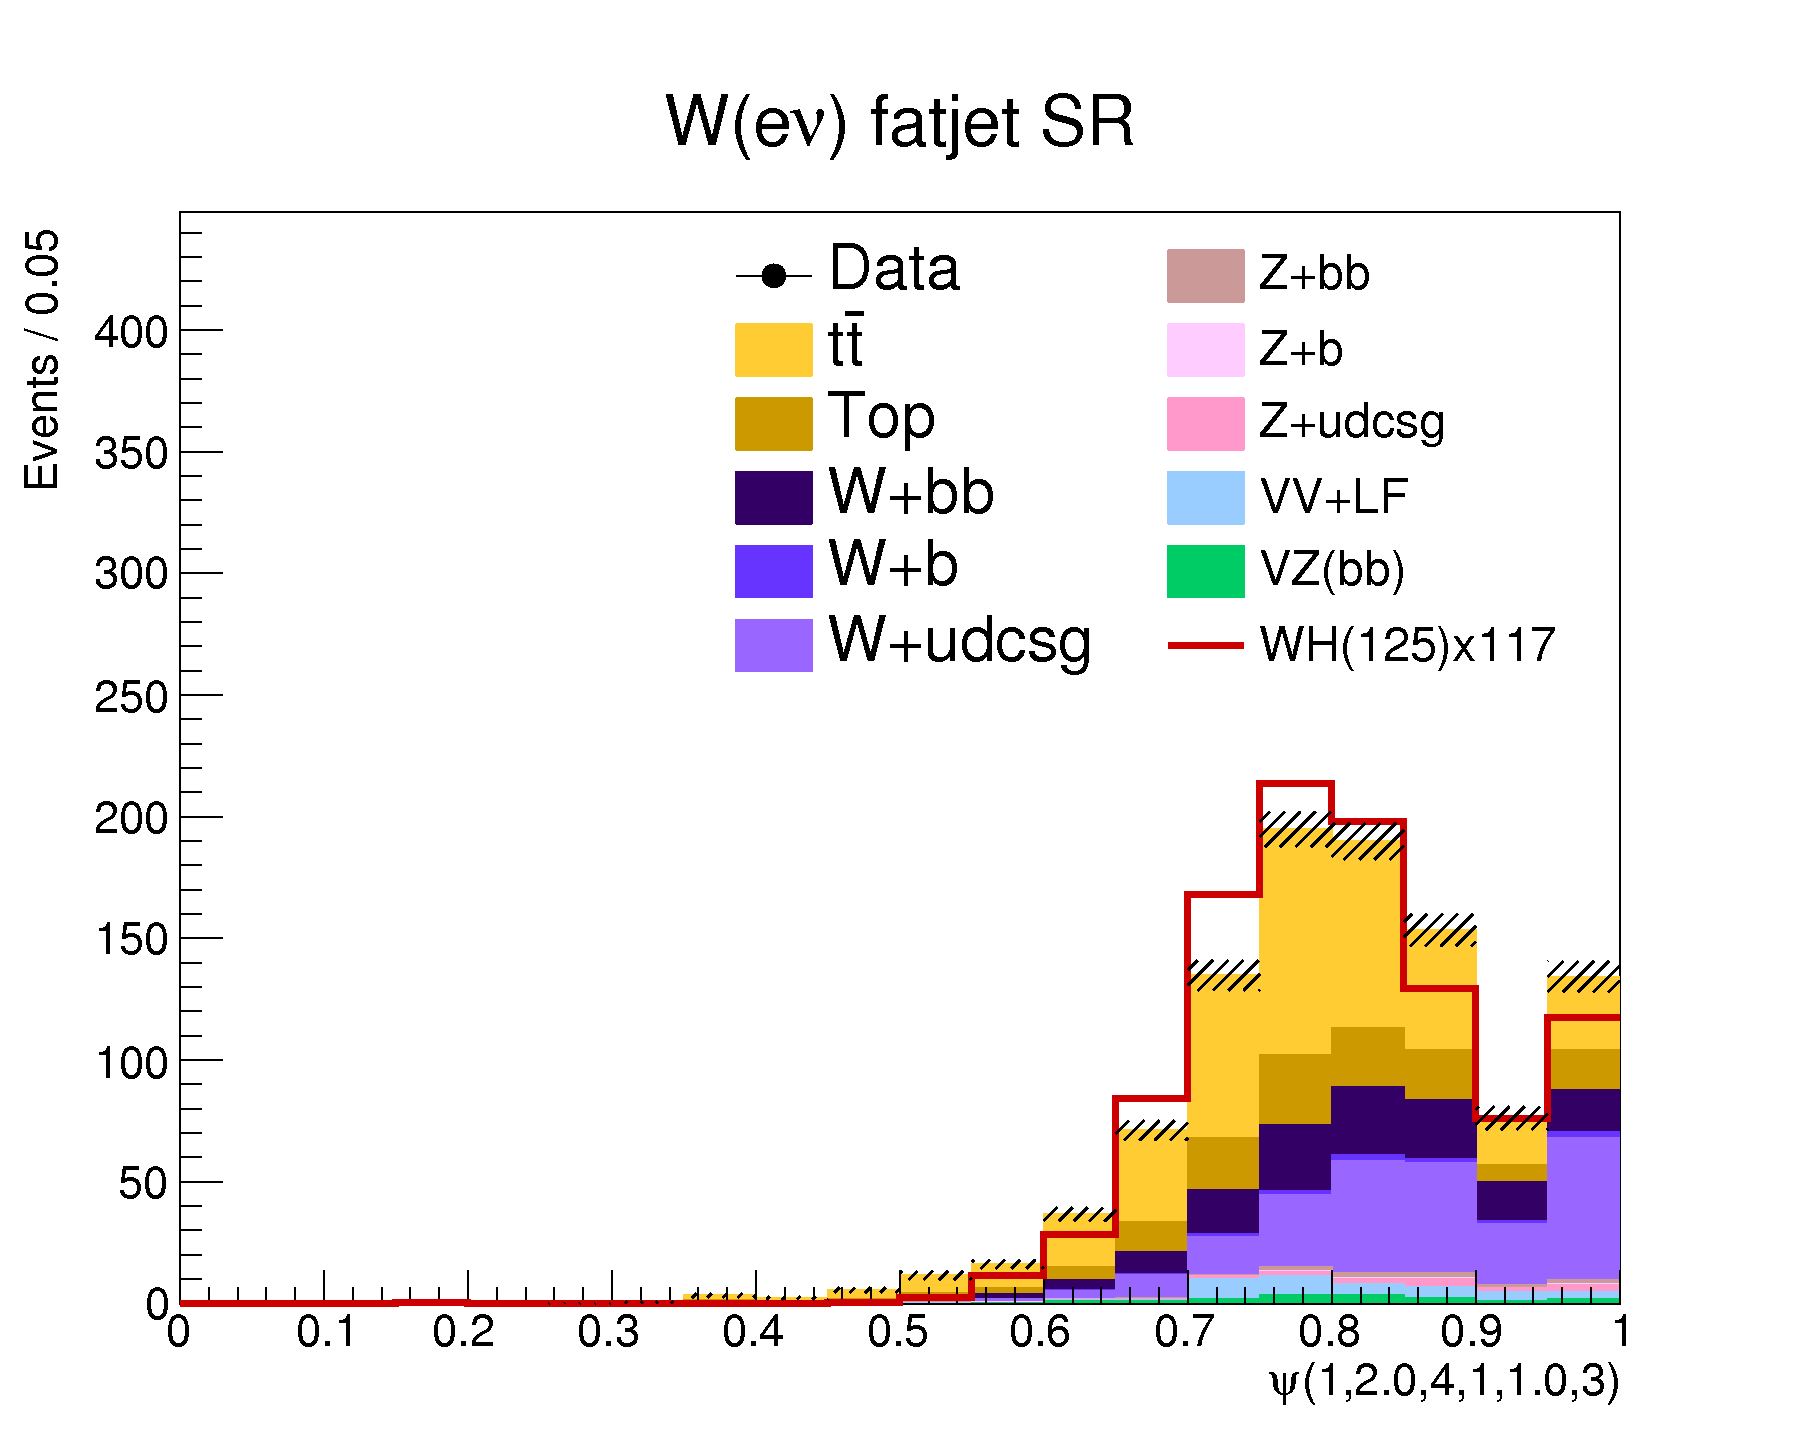 W(eν) fatjet SR
Events / 0.05
400
350
300
250
200
150
100
50
0
Data
tt̄
Top
W+bb
W+b
W+udcsg
Z+bb
Z+b
Z+udcsg
VV+LF
VZ(bb)
WH(125)x117
0 0.1 0.2 0.3 0.4 0.5 0.6 0.7 0.8 0.9 1
ψ(1,2.0,4,1,1.0,3)